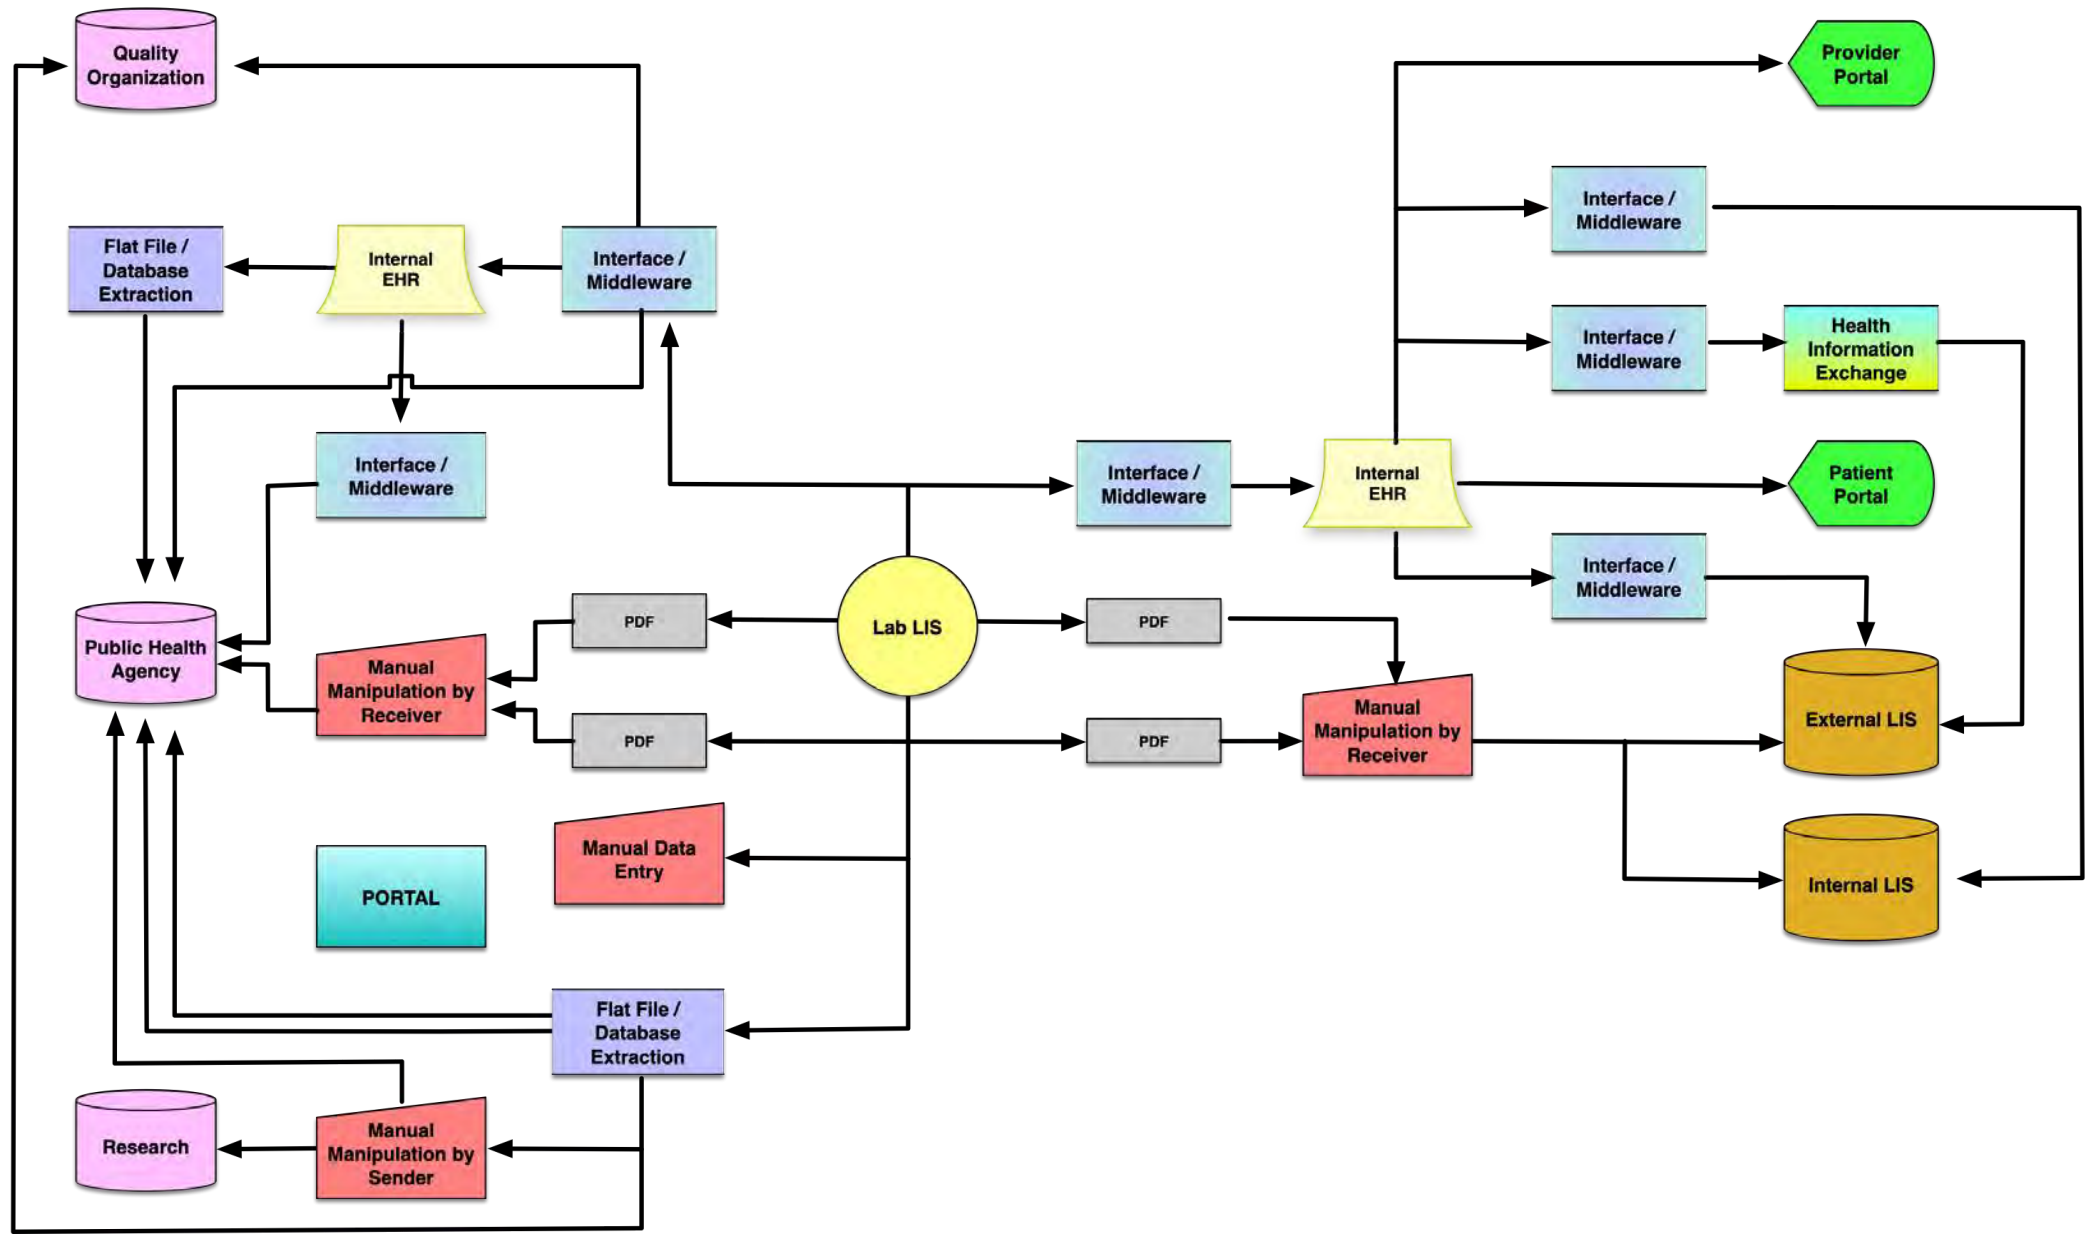 Quality
Organization
Provider
Portal
Interface /
Middleware
Flat File /
Database
Extraction
Internal
EHR
Interface /
Middleware
Interface /
Middleware
Health
Information
Exchange
Interface /
Middleware
Interface /
Middleware
Internal
EHR
Patient
Portal
Interface /
Middleware
Public Health
Agency
Manual
Manipulation by
Receiver
PDF
Lab LIS
PDF
PDF
PDF
Manual
Manipulation by
Receiver
External LIS
Manual Data
Entry
PORTAL
Internal LIS
Flat File /
Database
Extraction
Research
Manual
Manipulation by
Sender